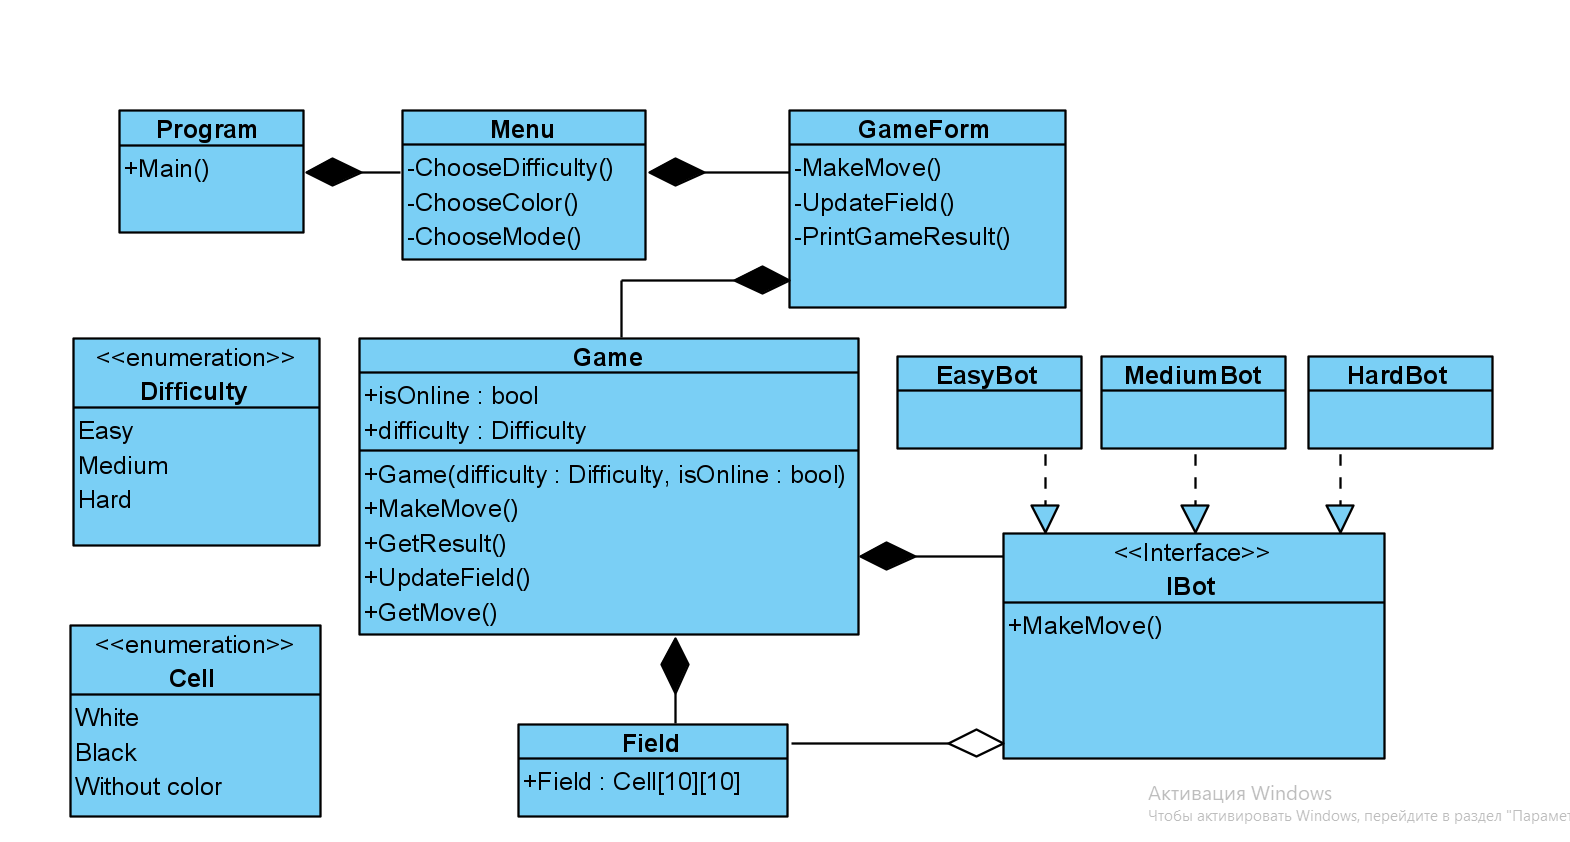 Program
+Main()
Menu
-ChooseDifficulty()
-ChooseColor()
-ChooseMode()
GameForm
-MakeMove()
-UpdateField()
-PrintGameResult()
<<enumeration>>
Difficulty
Easy
Medium
Hard
Game
+isOnline : bool
+difficulty : Difficulty
+Game(difficulty : Difficulty, isOnline : bool)
+MakeMove()
+GetResult()
+UpdateField()
+GetMove()
EasyBot
MediumBot
HardBot
<<Interface>>
IBot
+MakeMove()
<<enumeration>>
Cell
White
Black
Without color
Field
+Field : Cell[10][10]
Активация Windows
Чтобы активировать Windows, перейдите в раздел "Парамет